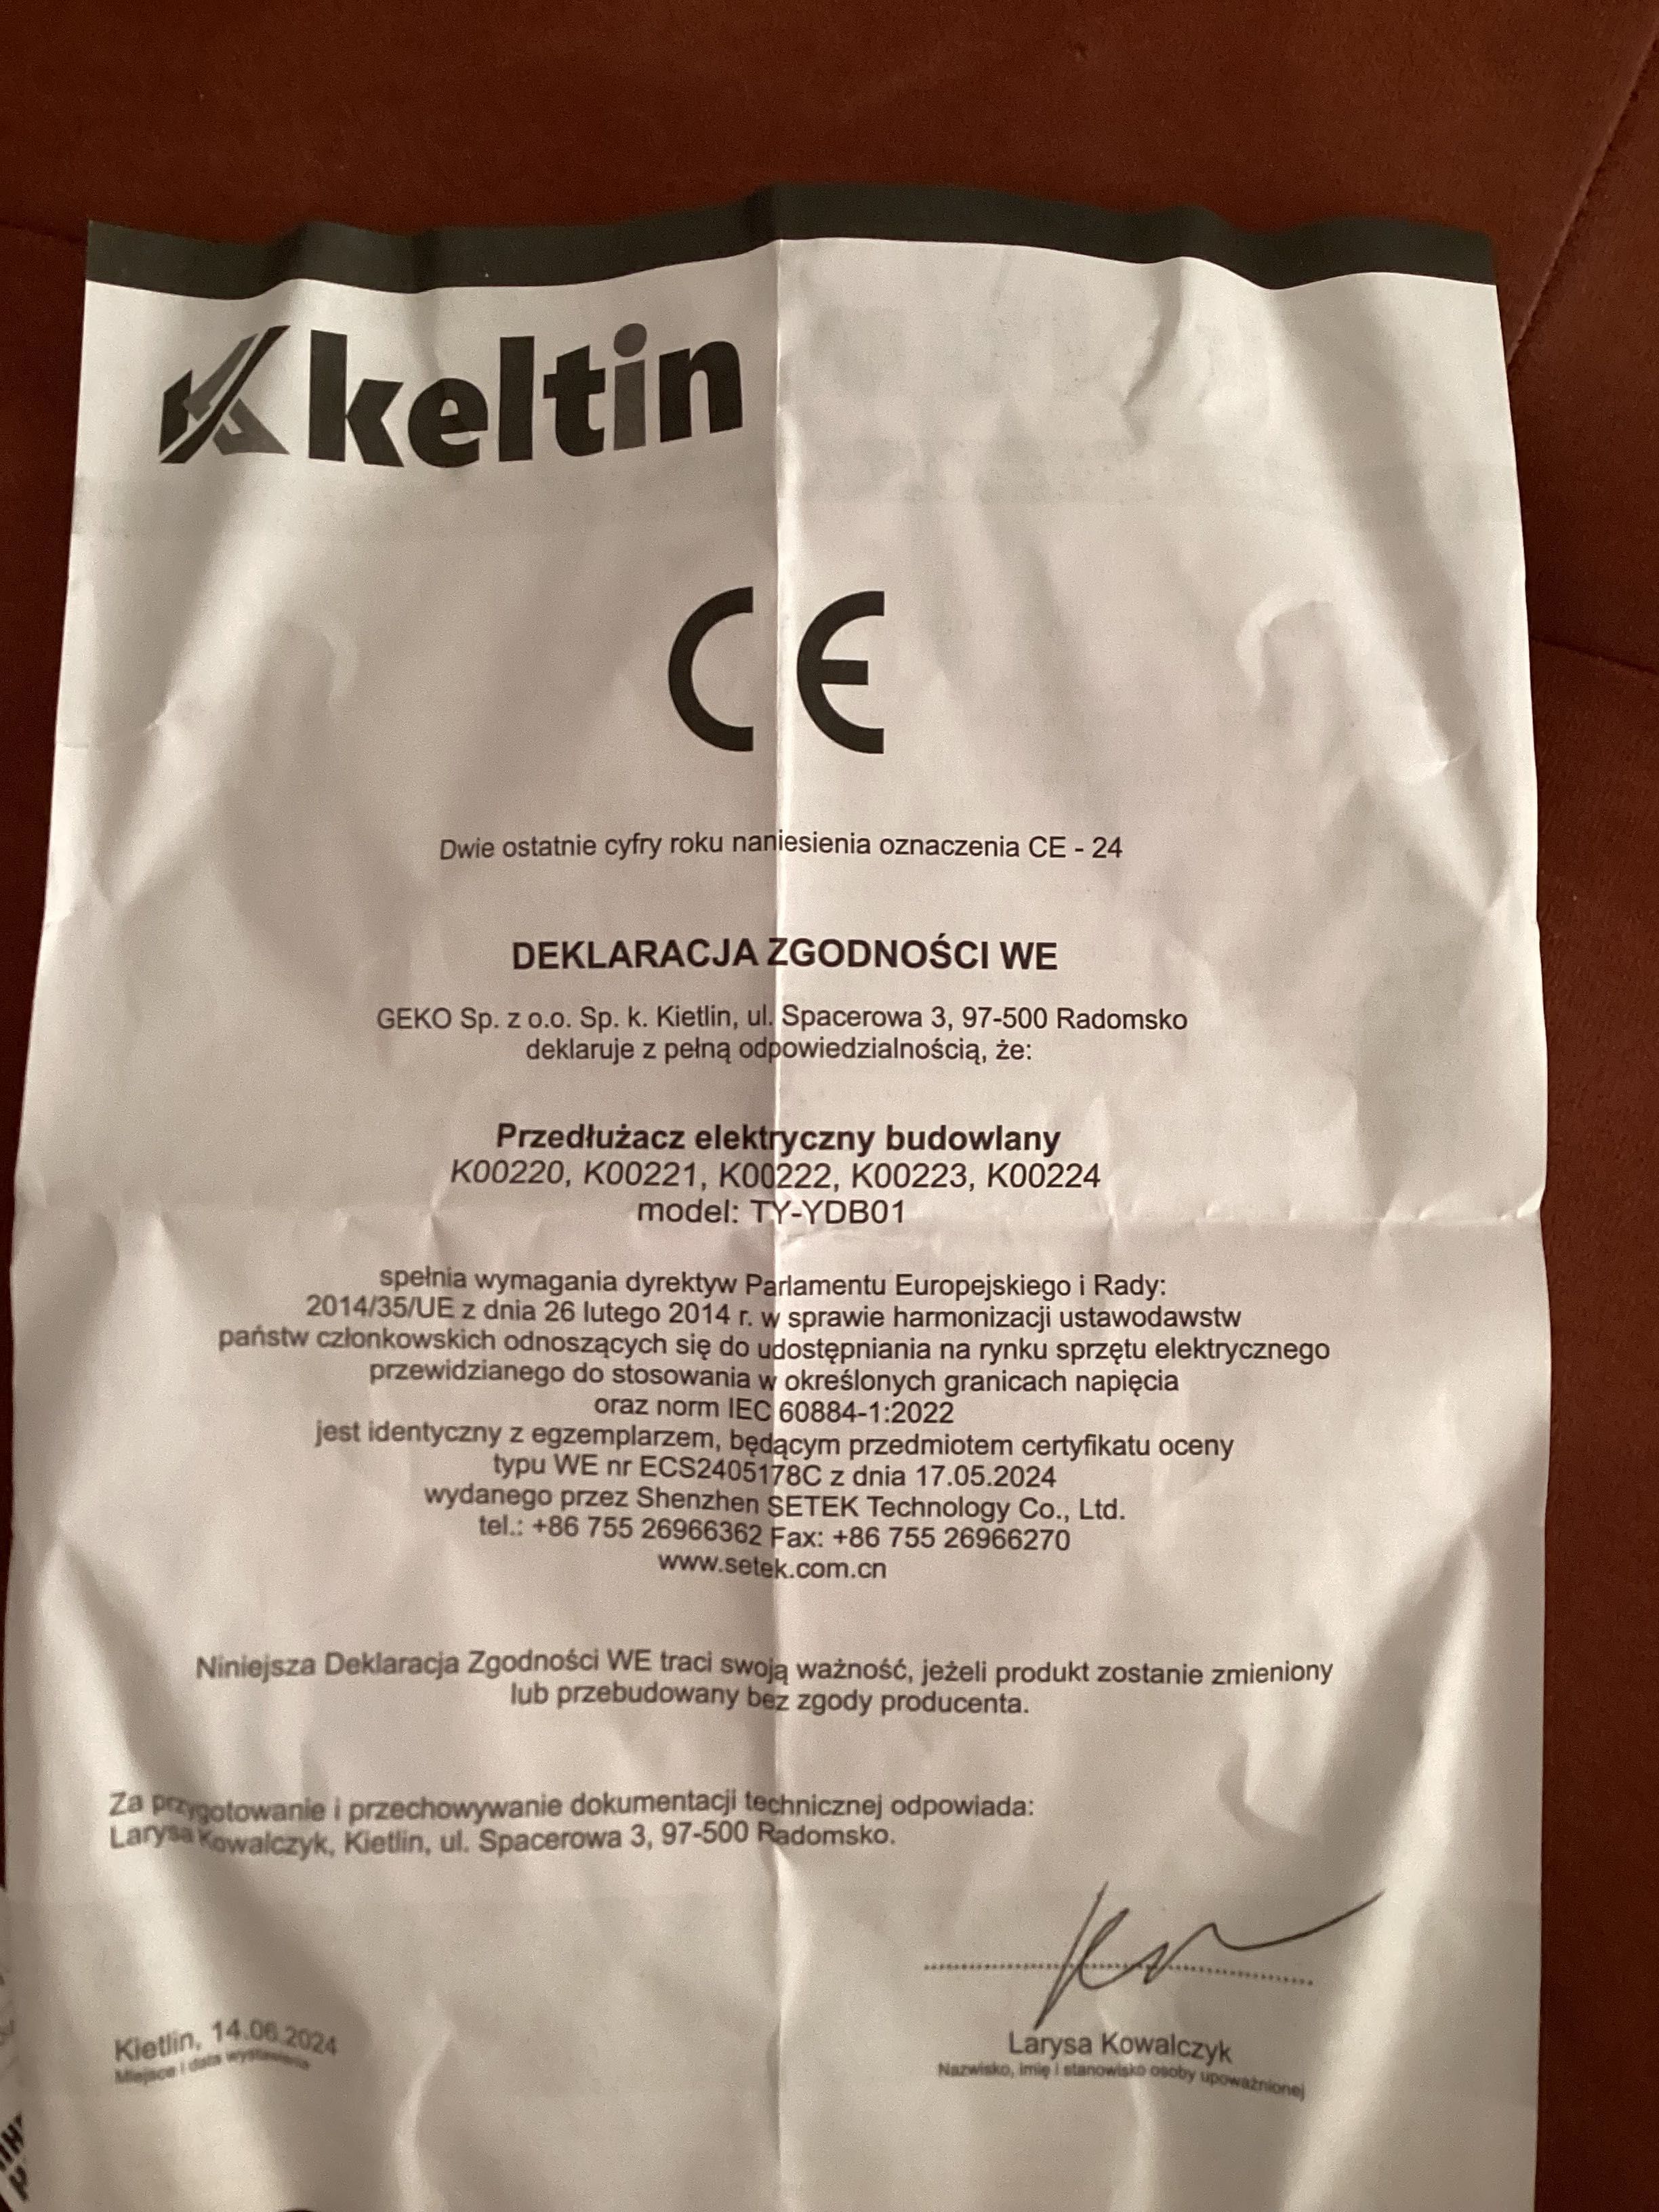 keltin
CE
Dwie ostatnie cyfry roku naniesienia oznaczenia CE - 24
DEKLARACJA ZGODNOŚCI WE
GEKO Sp. z o.o. Sp. k. Kietlin, ul. Spacerowa 3, 97-500 Radomsko
deklaruje z pełną odpowiedzialnością, że:
Przedłużacz elektryczny budowlany
K00220, K00221, K00222, K00223, K00224
model: TY-YDB01
spełnia wymagania dyrektyw Parlamentu Europejskiego i Rady:
2014/35/UE z dnia 26 lutego 2014 r. w sprawie harmonizacji ustawodawstw
państw członkowskich odnoszących się do udostępniania na rynku sprzętu elektrycznego
przewidzianego do stosowania w określonych granicach napięcia
oraz norm IEC 60884-1:2022
jest identyczny z egzemplarzem, będącym przedmiotem certyfikatu oceny
typu WE nr ECS2405178C z dnia 17.05.2024
wydanego przez Shenzhen SETEK Technology Co., Ltd.
tel.: +86 755 26966362 Fax: +86 755 26966270
www.setek.com.cn
Niniejsza Deklaracja Zgodności WE traci swoją ważność, jeżeli produkt zostanie zmieniony
lub przebudowany bez zgody producenta.
Za przygotowanie i przechowywanie dokumentacji technicznej odpowiada:
Larysa Kowalczyk, Kietlin, ul. Spacerowa 3, 97-500 Radomsko.
Kietlin, 14.06.2024
Miejsce i data wystawienia
Larysa Kowalczyk
Nazwisko, imię i stanowisko osoby upoważnionej